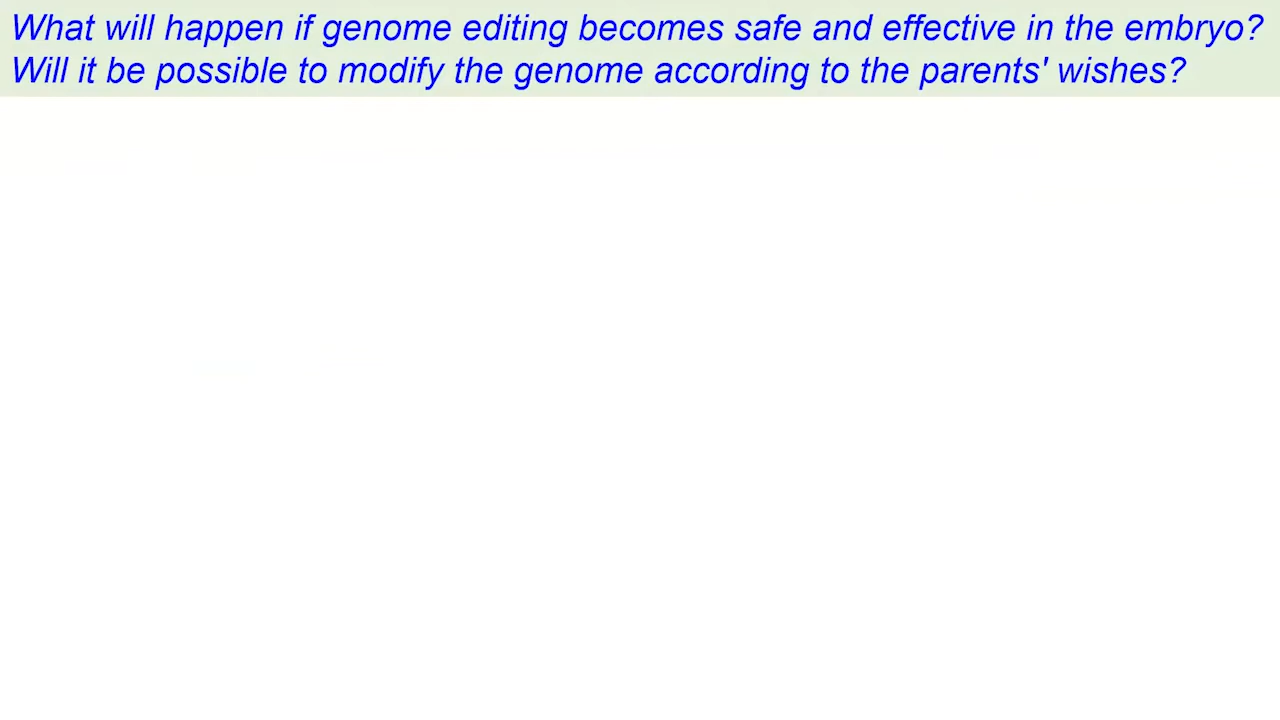 What will happen if genome editing becomes safe and effective in the embryo?
Will it be possible to modify the genome according to the parents' wishes?